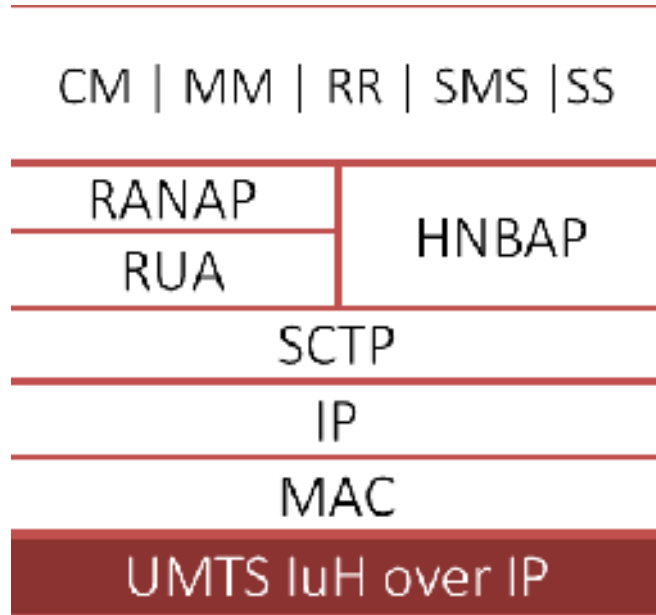 CM | MM | RR | SMS |SS
RANAP
RUA
HNBAP
SCTP
IP
MAC
UMTS IuH over IP